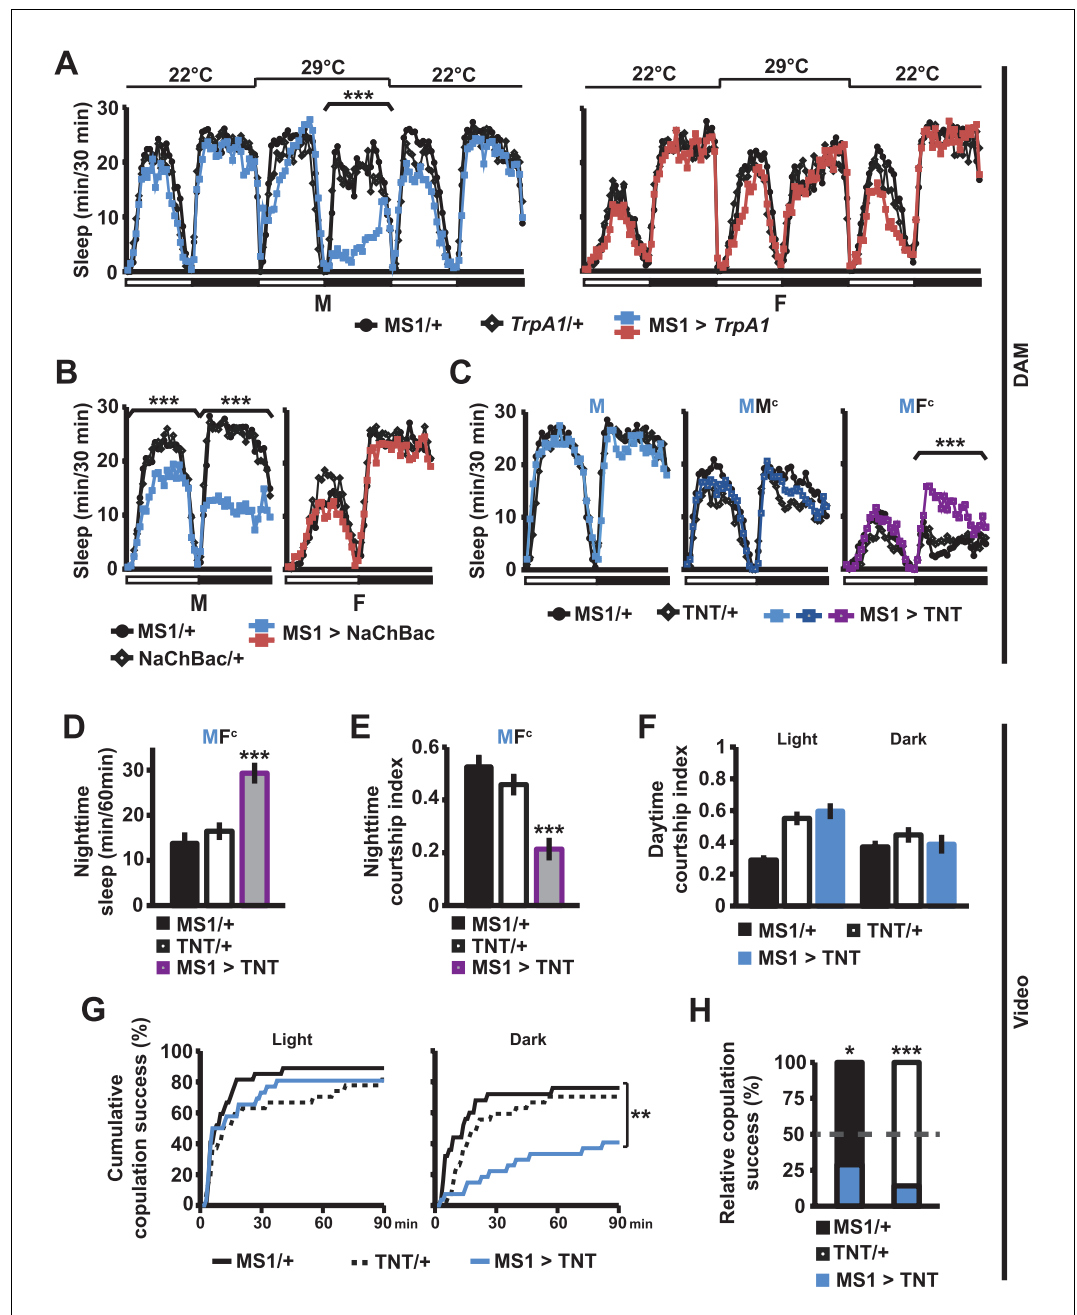 A
22°C
29°C
22°C
22°C
29°C
22°C
***
Sleep (min/30 min)
30
20
10
0
M
F
MS1/+
TrpA1/+
MS1 > TrpA1
DAM
B
***
***
Sleep (min/30 min)
30
20
10
0
M
F
MS1/+
NaChBac/+
MS1 > NaChBac
C
M
MMc
MFc
***
Sleep (min/30 min)
30
20
10
0
MS1/+
TNT/+
MS1 > TNT
D
MFc
***
Nighttime
sleep (min/60min)
30
20
10
0
MS1/+
TNT/+
MS1 > TNT
E
MFc
***
Nighttime
courtship index
0.6
0.4
0.2
0
MS1/+
TNT/+
MS1 > TNT
F
Light
Dark
Daytime
courtship index
1
0.8
0.6
0.4
0.2
0
MS1/+
TNT/+
MS1 > TNT
Video
G
Light
Dark
Cumulative
copulation success (%)
100
80
60
40
20
0
0
30
60
90 min
0
30
60
90 min
**
MS1/+
TNT/+
MS1 > TNT
H
*
***
Relative copulation
success (%)
100
75
50
25
0
MS1/+
TNT/+
MS1 > TNT